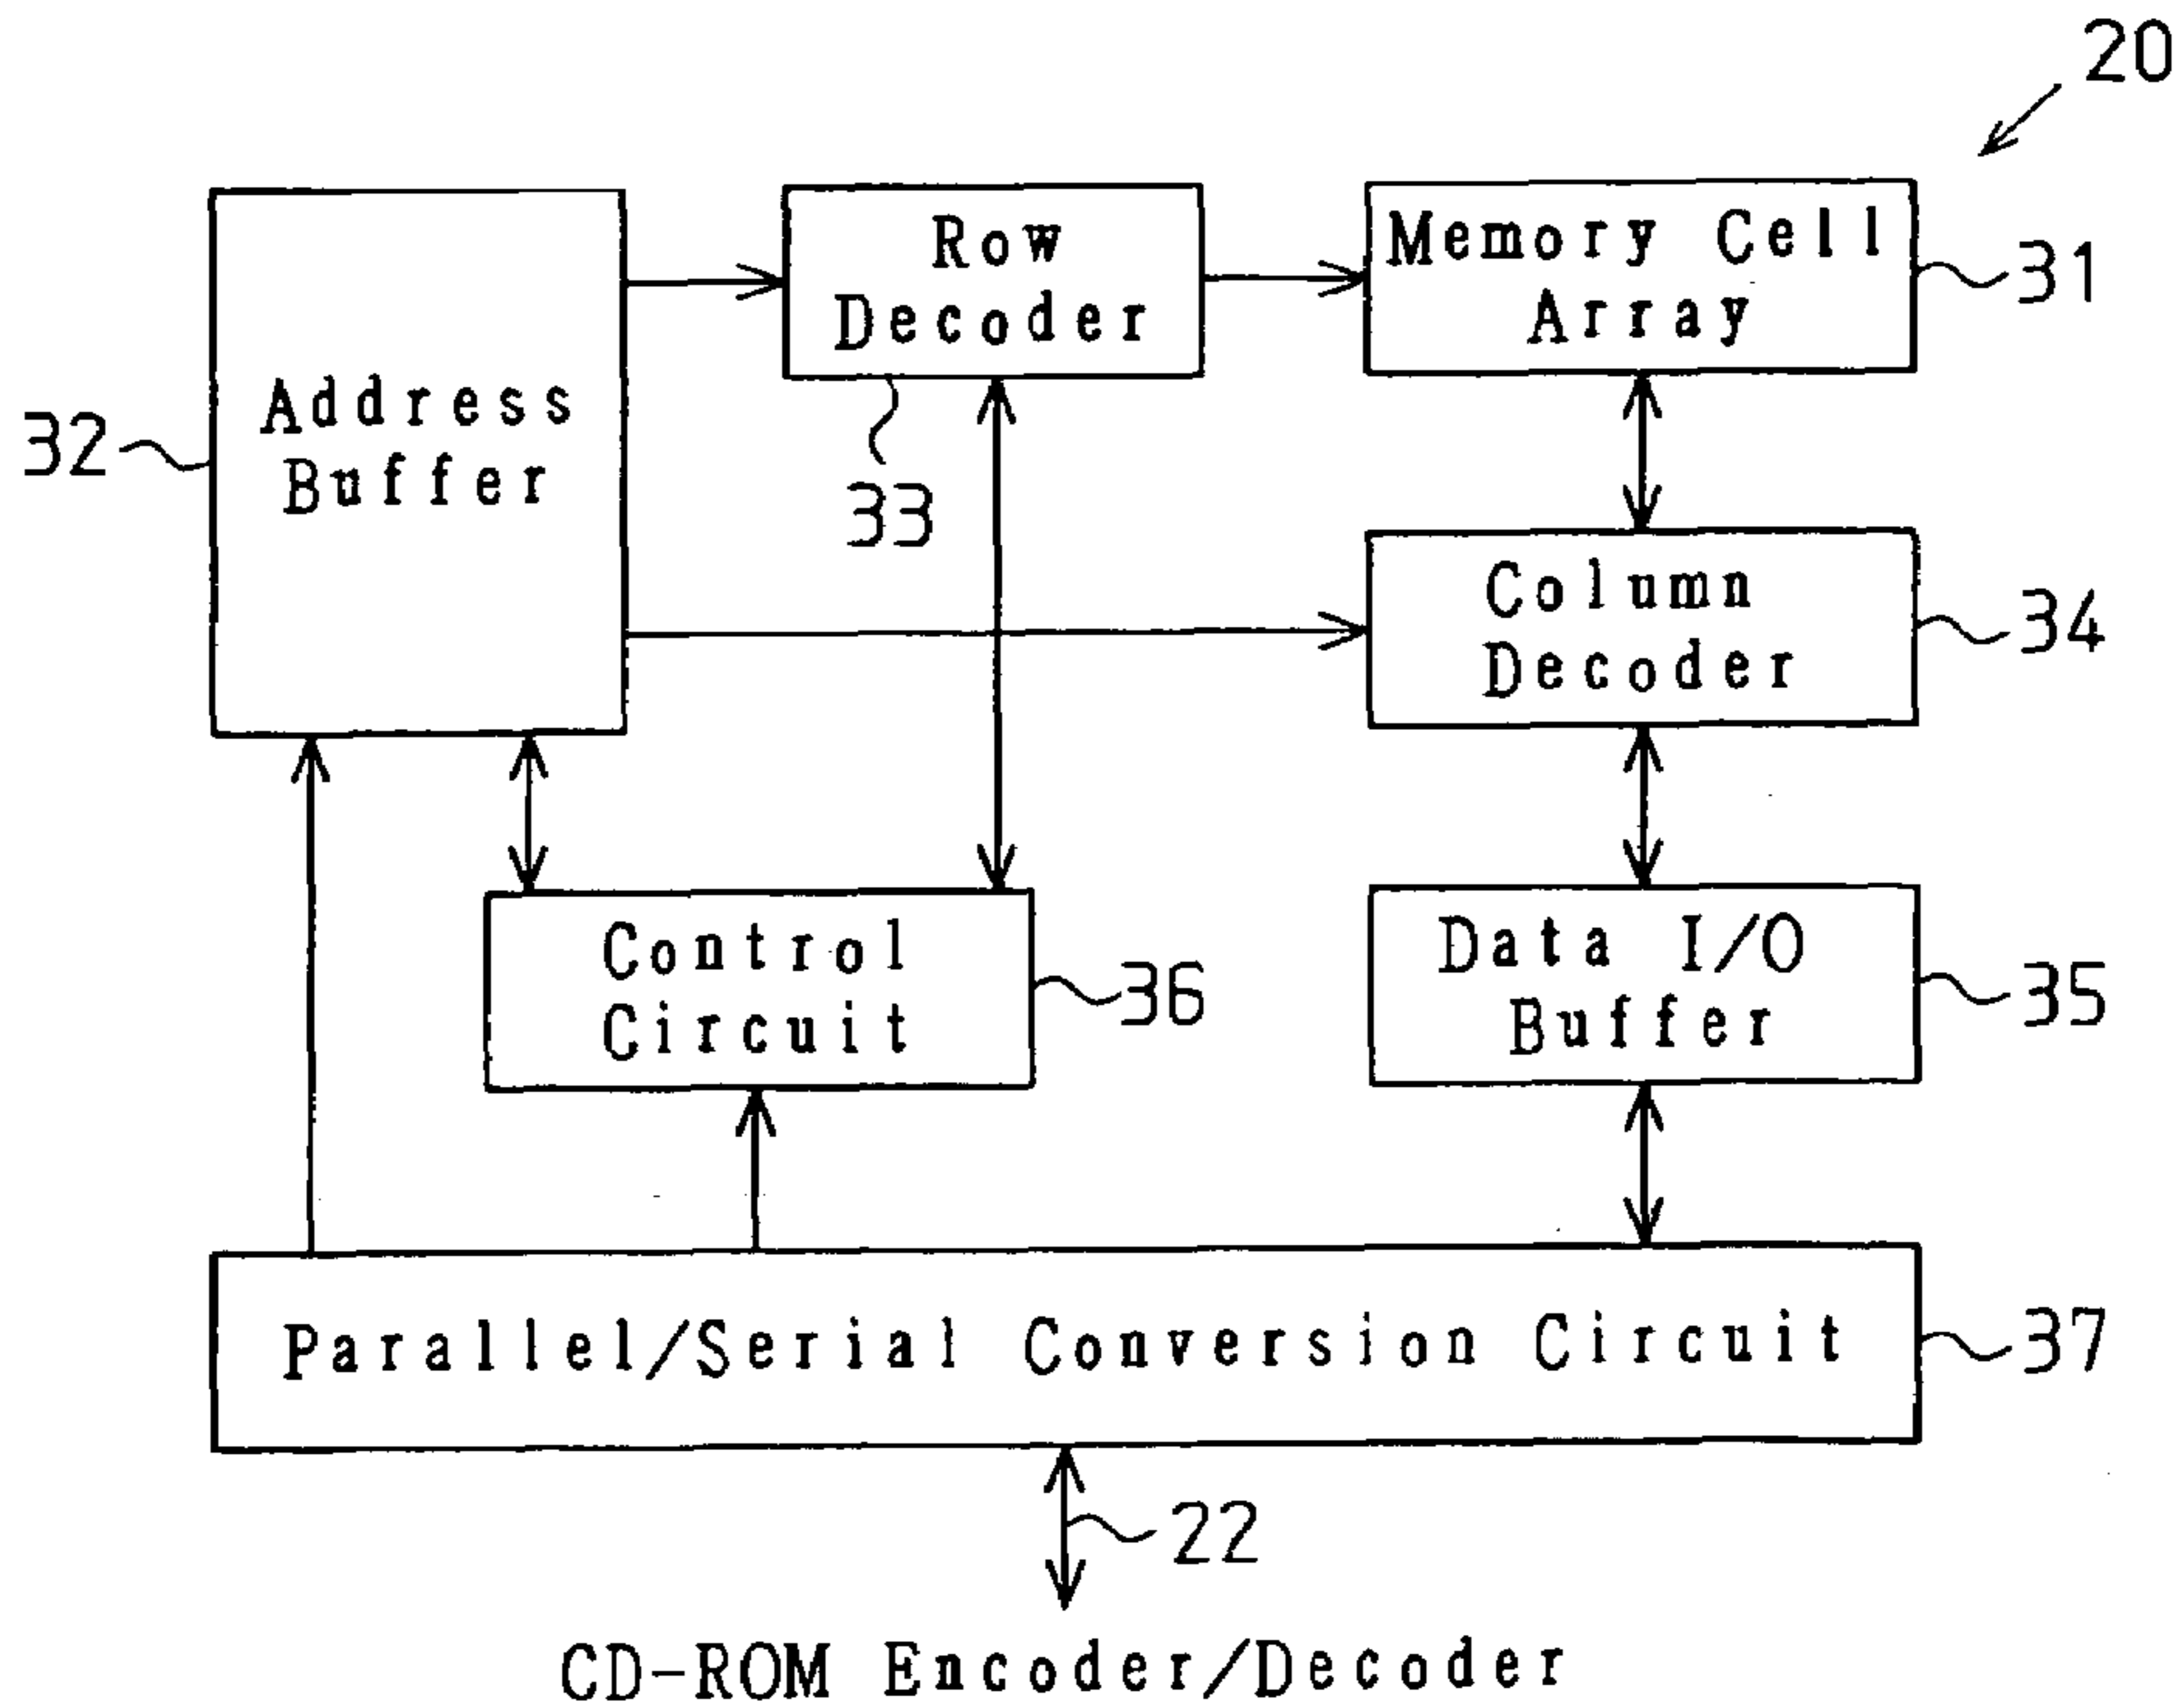 20
Row
Decoder
Memory Cell
Array
31
Address
Buffer
32
33
Column
Decoder
34
Control
Circuit
36
Data I/O
Buffer
35
Parallel/Serial Conversion Circuit
37
22
CD-ROM Encoder/Decoder